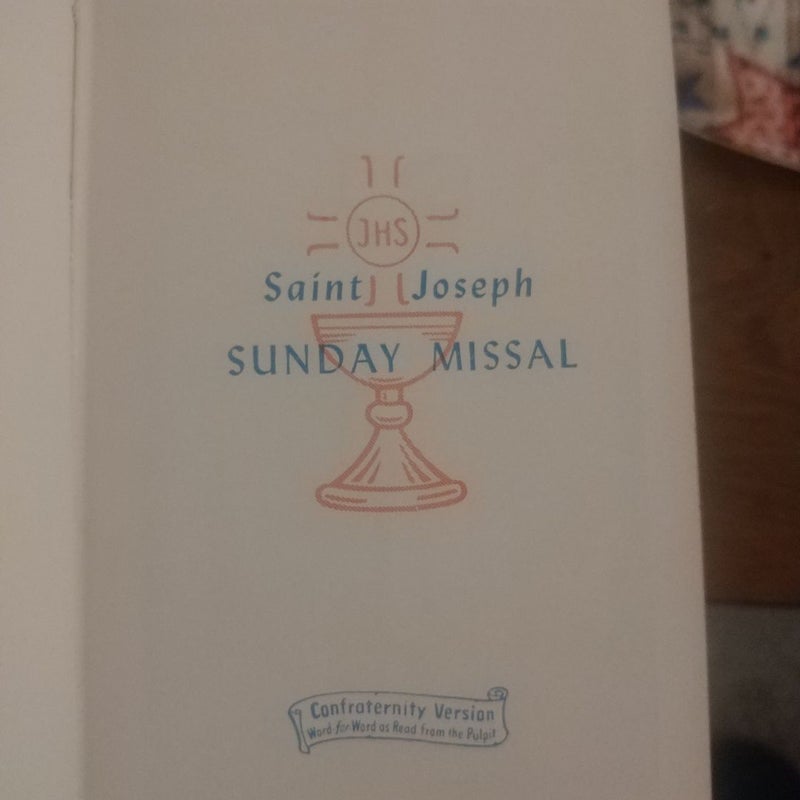 JHS
Saint Joseph
SUNDAY MISSAL
Confraternity Version
Word for Word as Read from the Pulpit